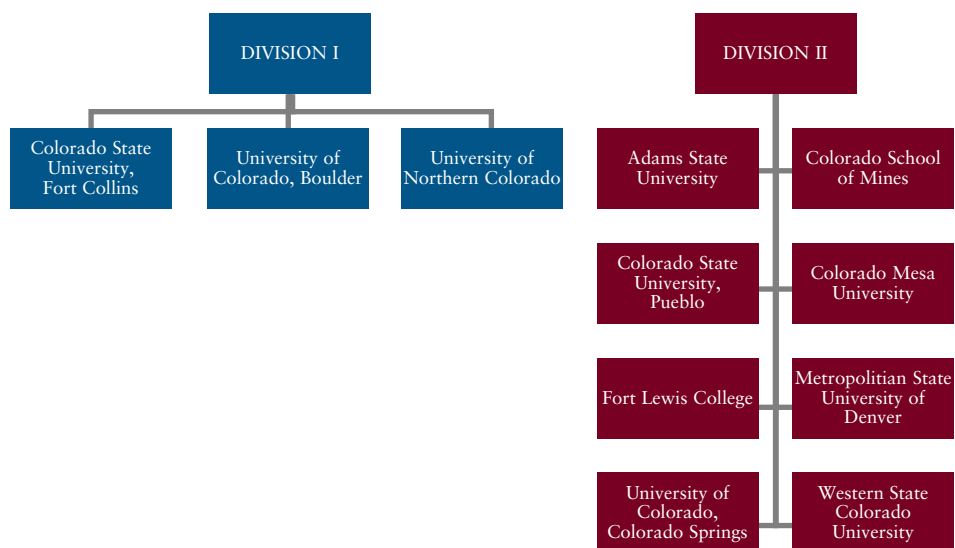 DIVISION I
Colorado State
University,
Fort Collins
University of
Colorado, Boulder
University of
Northern Colorado
DIVISION II
Adams State
University
Colorado School
of Mines
Colorado State
University,
Pueblo
Colorado Mesa
University
Fort Lewis College
Metropolitian State
University of
Denver
University of
Colorado,
Colorado Springs
Western State
Colorado
University